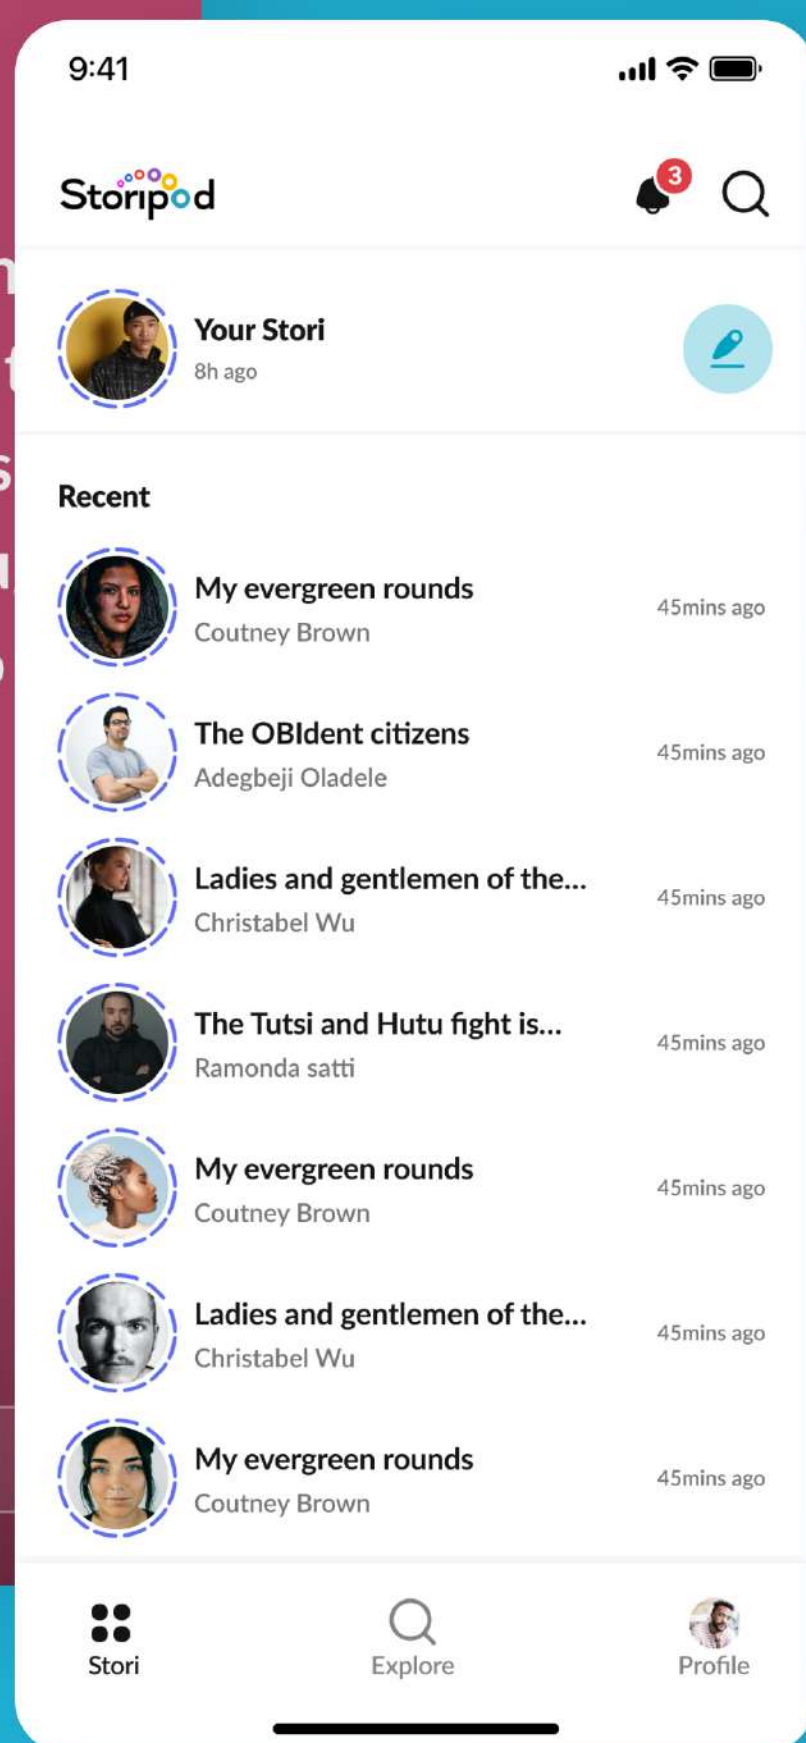 9:41
Storipod
3
Your Stori
8h ago
Recent
My evergreen rounds
Coutney Brown
45mins ago
The OBIdent citizens
Adegbeji Oladele
45mins ago
Ladies and gentlemen of the...
Christabel Wu
45mins ago
The Tutsi and Hutu fight is...
Ramonda satti
45mins ago
My evergreen rounds
Coutney Brown
45mins ago
Ladies and gentlemen of the...
Christabel Wu
45mins ago
My evergreen rounds
Coutney Brown
45mins ago
Stori
Explore
Profile